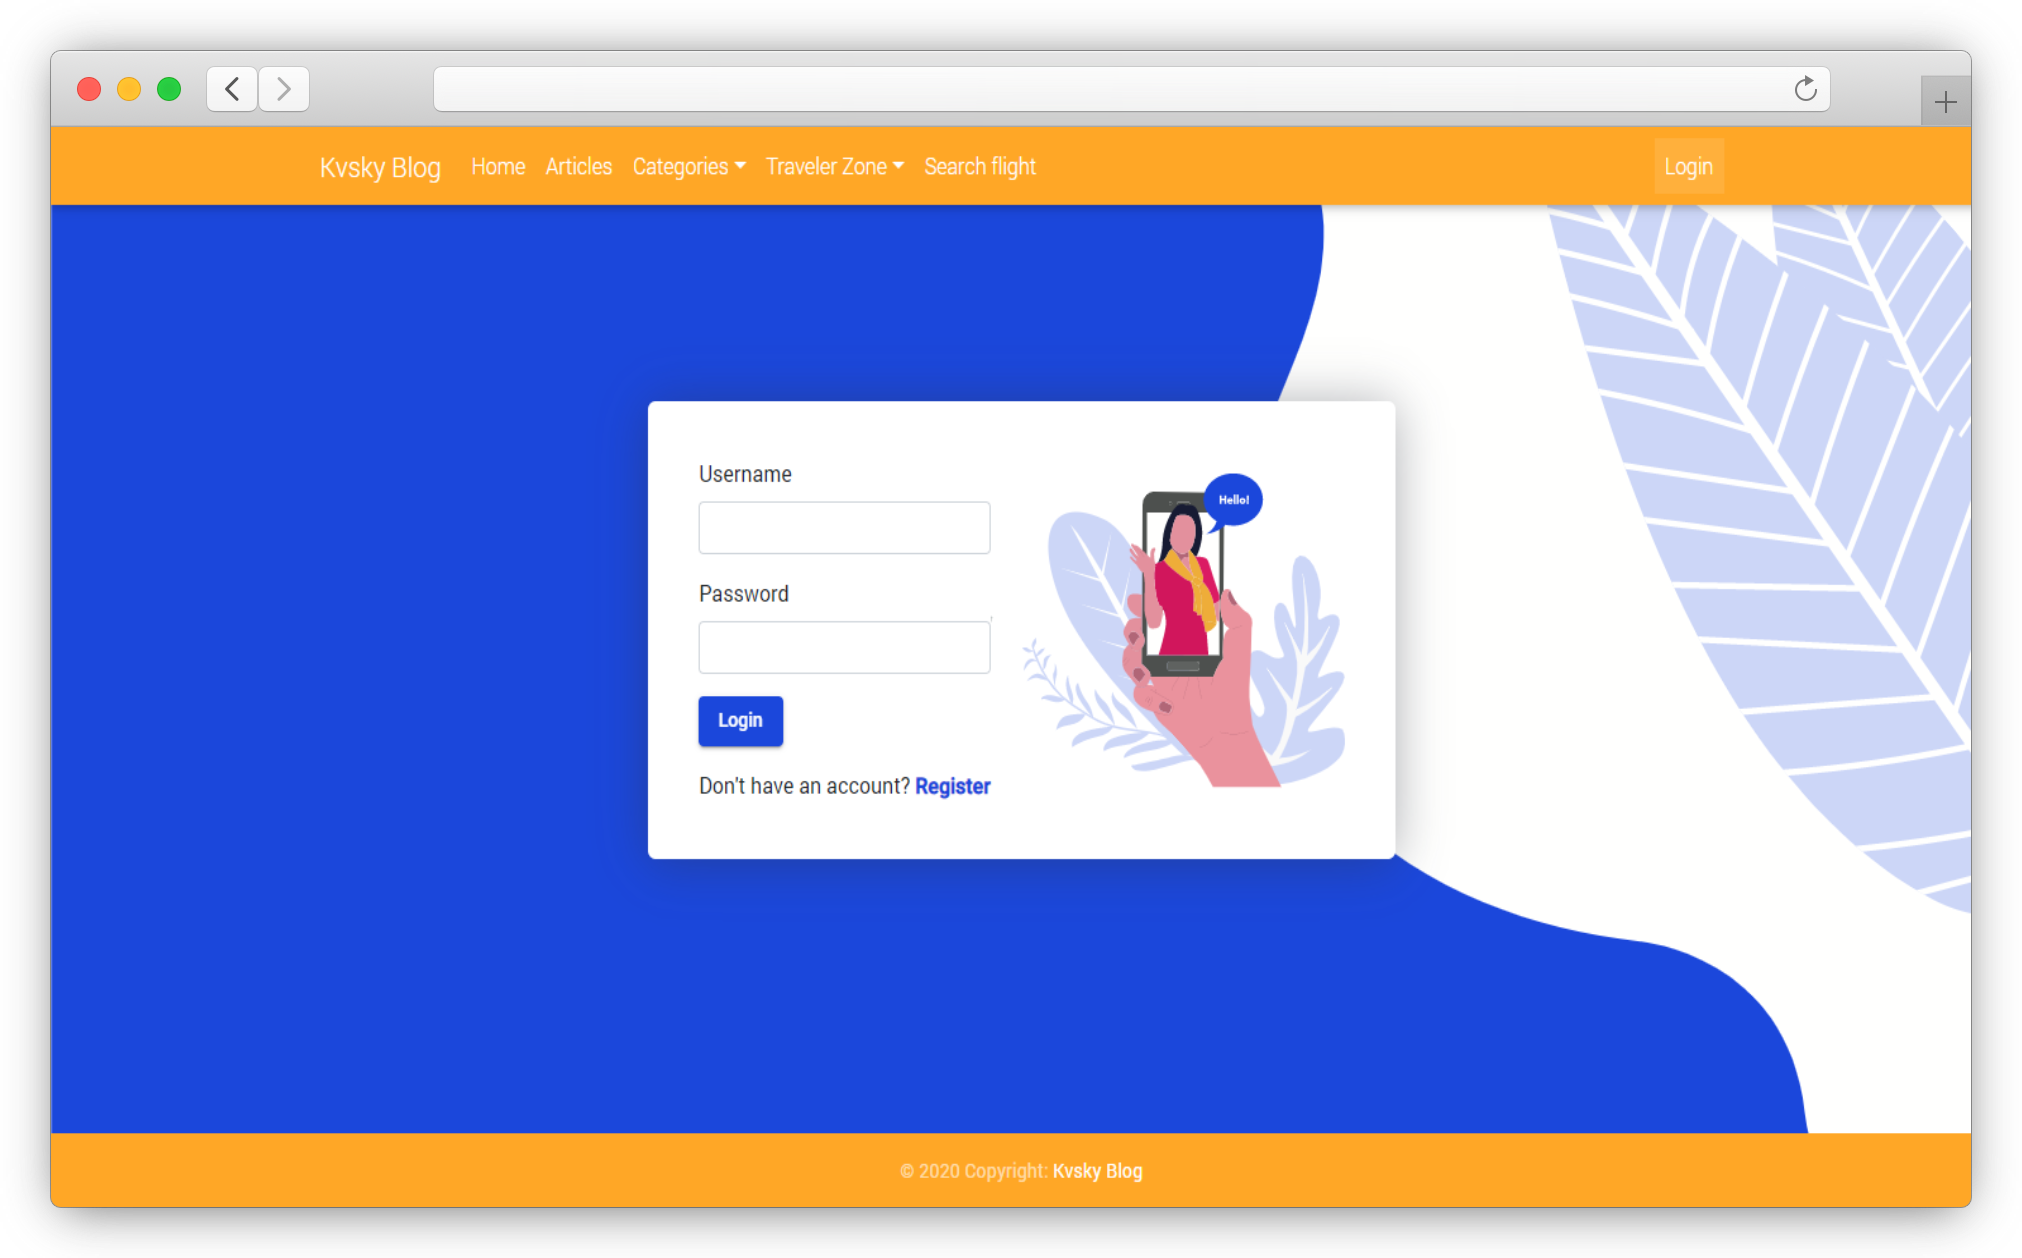 Kvsky Blog Home Articles Categories Traveler Zone Search flight Login
Username
Hello!
Password
Login
Don't have an account? Register
© 2020 Copyright: Kvsky Blog